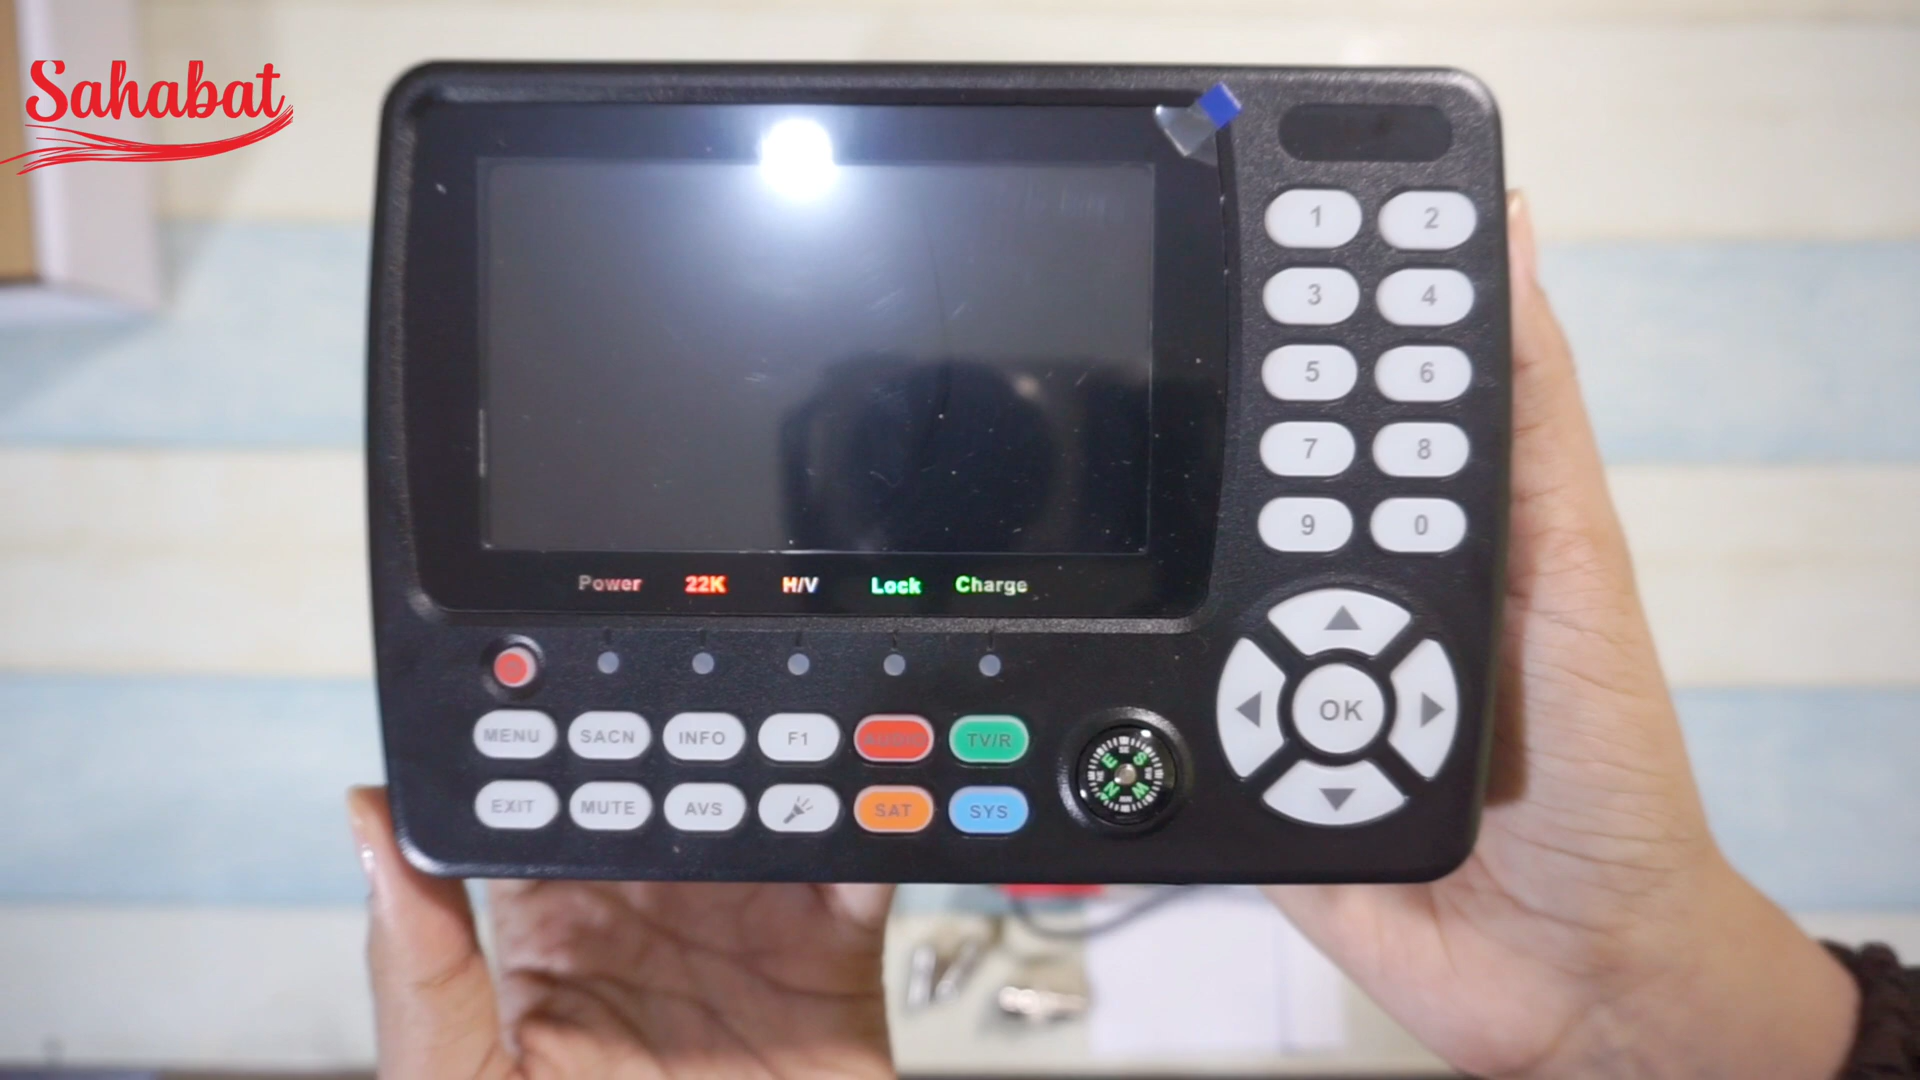 Sahabat
1 2
3 4
5 6
7 8
9 0
Power 22K H/V Lock Charge
OK
MENU SACN INFO F1 AUDIO TV/R
EXIT MUTE AVS SAT SYS
E S
N W